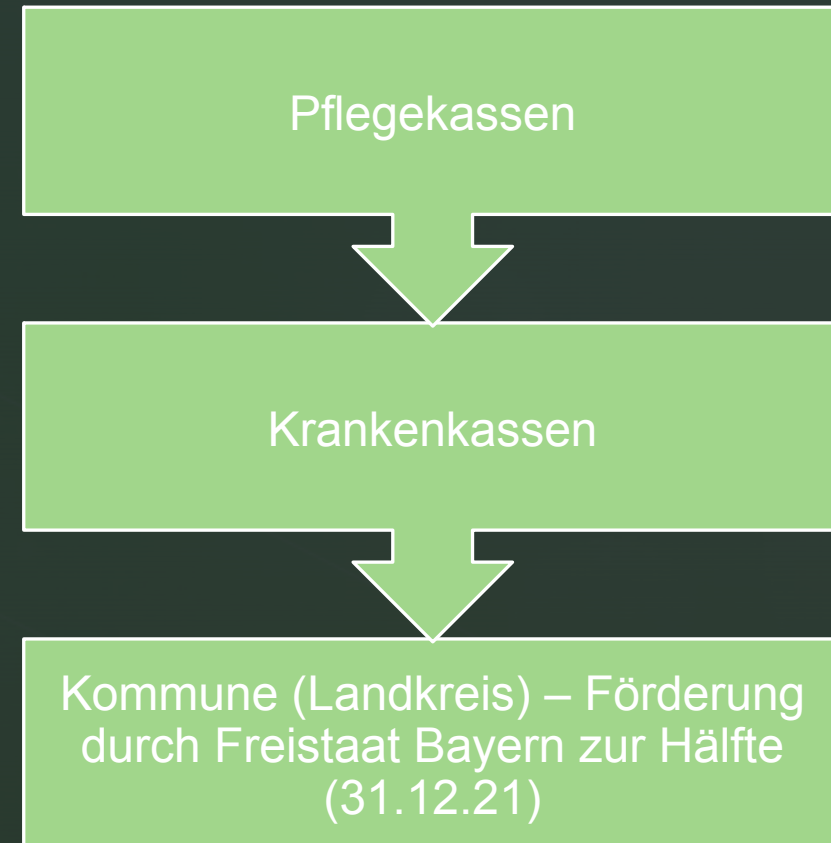 Pflegekassen
Krankenkassen
Kommune (Landkreis) – Förderung
durch Freistaat Bayern zur Hälfte
(31.12.21)